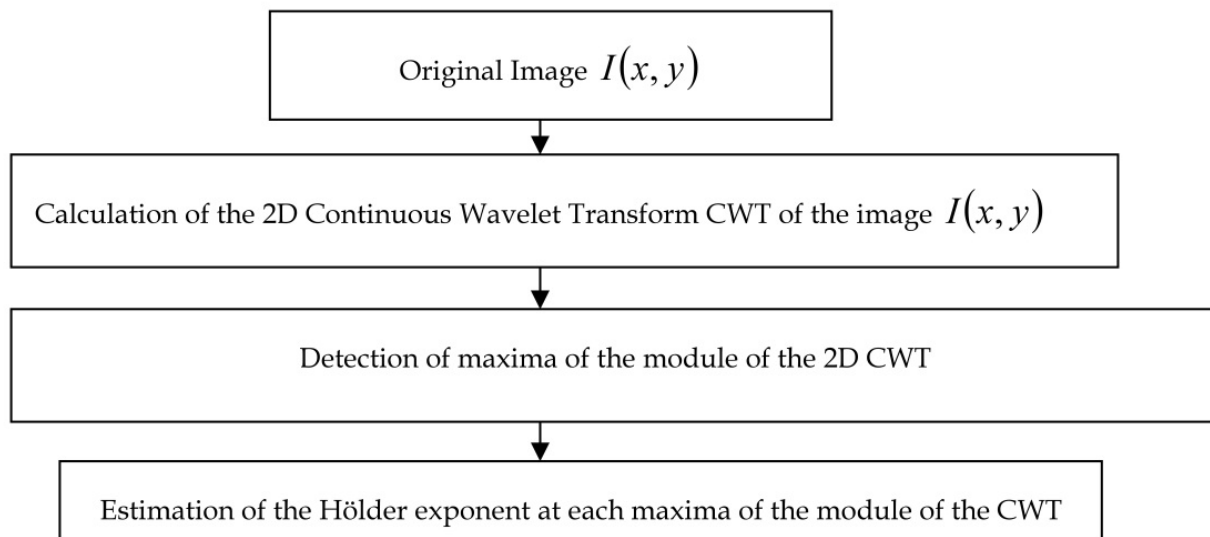 Original Image I(x, y)
Calculation of the 2D Continuous Wavelet Transform CWT of the image I(x, y)
Detection of maxima of the module of the 2D CWT
Estimation of the Hölder exponent at each maxima of the module of the CWT